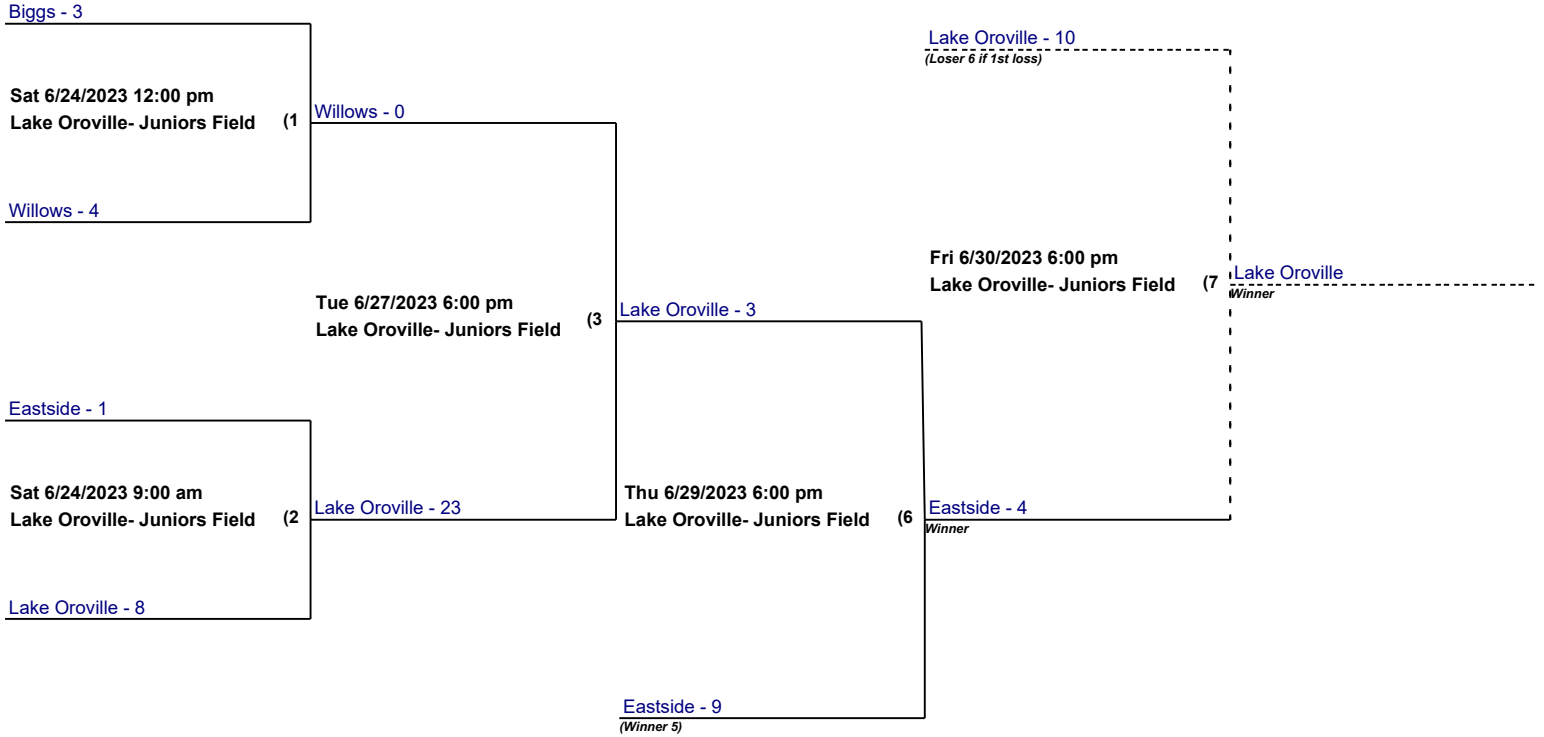 Biggs - 3
Sat 6/24/2023 12:00 pm
Lake Oroville- Juniors Field (1
Willows - 4
Willows - 0
Tue 6/27/2023 6:00 pm
Lake Oroville- Juniors Field (3
Eastside - 1
Sat 6/24/2023 9:00 am
Lake Oroville- Juniors Field (2
Lake Oroville - 8
Lake Oroville - 23
Lake Oroville - 3
Thu 6/29/2023 6:00 pm
Lake Oroville- Juniors Field (6
Eastside - 9
(Winner 5)
Lake Oroville - 10
(Loser 6 if 1st loss)
Fri 6/30/2023 6:00 pm
Lake Oroville- Juniors Field (7
Eastside - 4
Winner
Lake Oroville
Winner